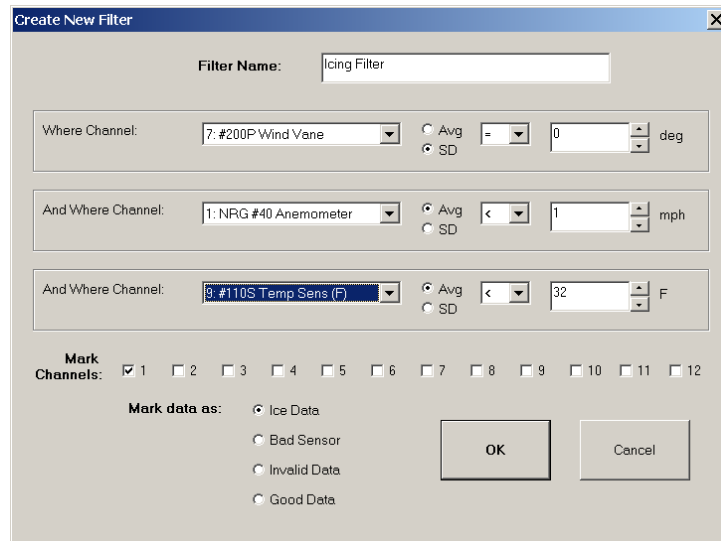 Create New Filter
Filter Name: Icing Filter
Where Channel: 7: #200P Wind Vane Avg SD = 0 deg
And Where Channel: 1: NRG #40 Anemometer Avg SD < 1 mph
And Where Channel: 9: #110S Temp Sens (F) Avg SD < 32 F
Mark Channels: 1 2 3 4 5 6 7 8 9 10 11 12
Mark data as: Ice Data
Bad Sensor
Invalid Data
Good Data
OK Cancel